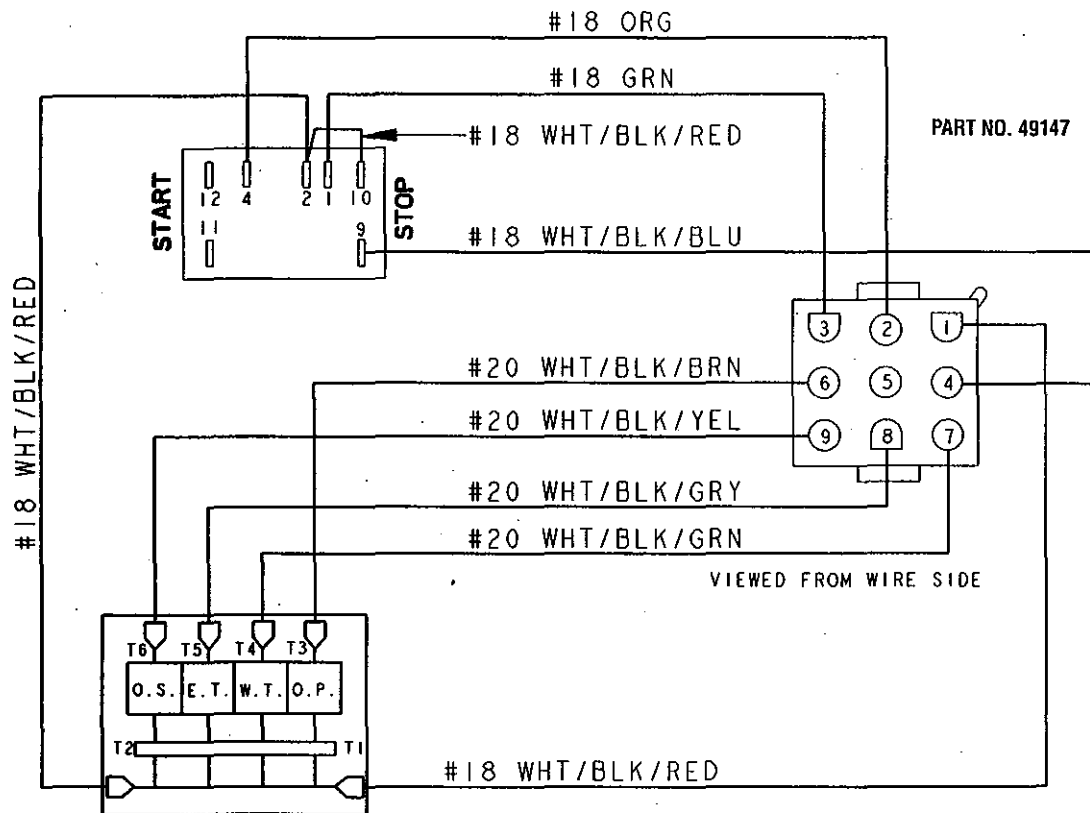 #18 ORG
#18 GRN
#18 WHT/BLK/RED
PART NO. 49147
START
12 4 2 1 10
11 9
STOP
#18 WHT/BLK/BLU
#18 WHT/BLK/RED
3 2 1
6 5 4
9 8 7
#20 WHT/BLK/BRN
#20 WHT/BLK/YEL
#20 WHT/BLK/GRY
#20 WHT/BLK/GRN
VIEWED FROM WIRE SIDE
T6 T5 T4 T3
O.S. E.T. W.T. O.P.
T2 T1
#18 WHT/BLK/RED